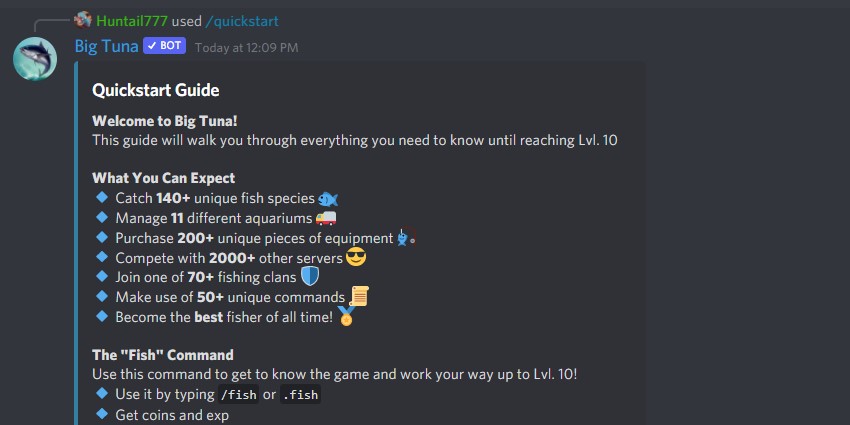 Huntail777 used /quickstart
Big Tuna ✓ BOT Today at 12:09 PM
Quickstart Guide
Welcome to Big Tuna!
This guide will walk you through everything you need to know until reaching Lvl. 10
What You Can Expect
Catch 140+ unique fish species
Manage 11 different aquariums
Purchase 200+ unique pieces of equipment
Compete with 2000+ other servers
Join one of 70+ fishing clans
Make use of 50+ unique commands
Become the best fisher of all time!
The "Fish" Command
Use this command to get to know the game and work your way up to Lvl. 10!
Use it by typing /fish or .fish
Get coins and exp